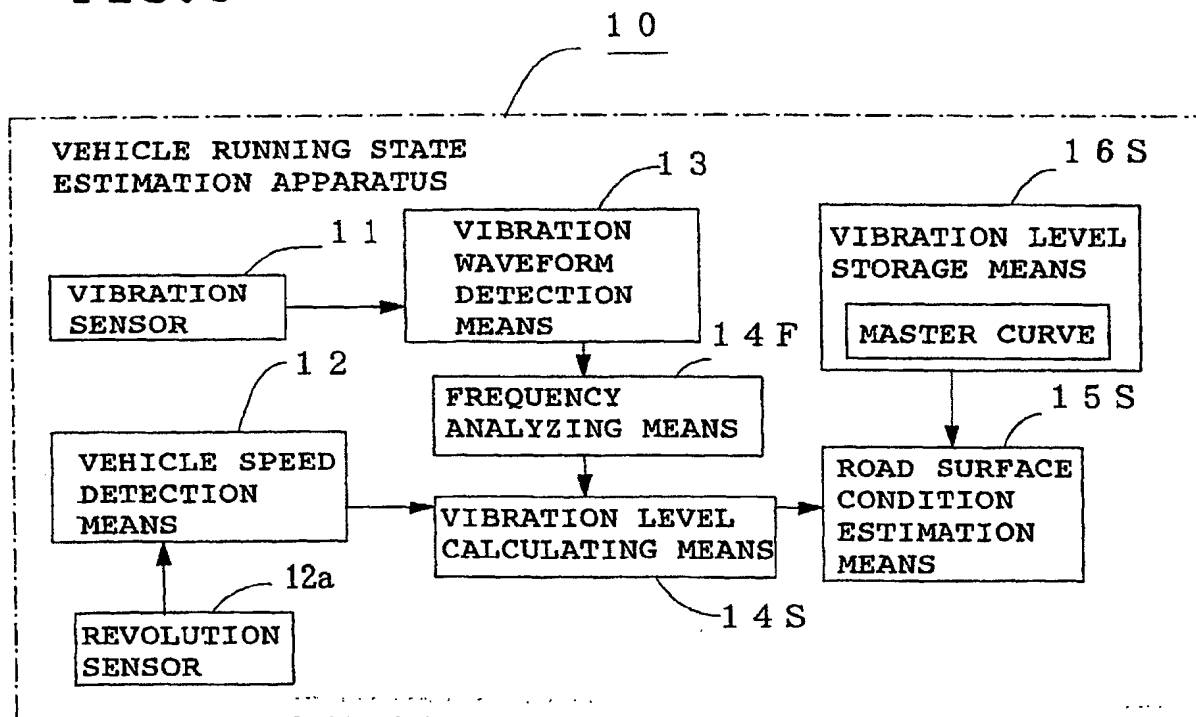 10
VEHICLE RUNNING STATE
ESTIMATION APPARATUS
11
VIBRATION
SENSOR
13
VIBRATION
WAVEFORM
DETECTION
MEANS
16S
VIBRATION LEVEL
STORAGE MEANS
MASTER CURVE
14F
FREQUENCY
ANALYZING MEANS
12
VEHICLE SPEED
DETECTION
MEANS
15S
ROAD SURFACE
CONDITION
ESTIMATION
MEANS
VIBRATION LEVEL
CALCULATING MEANS
14S
12a
REVOLUTION
SENSOR